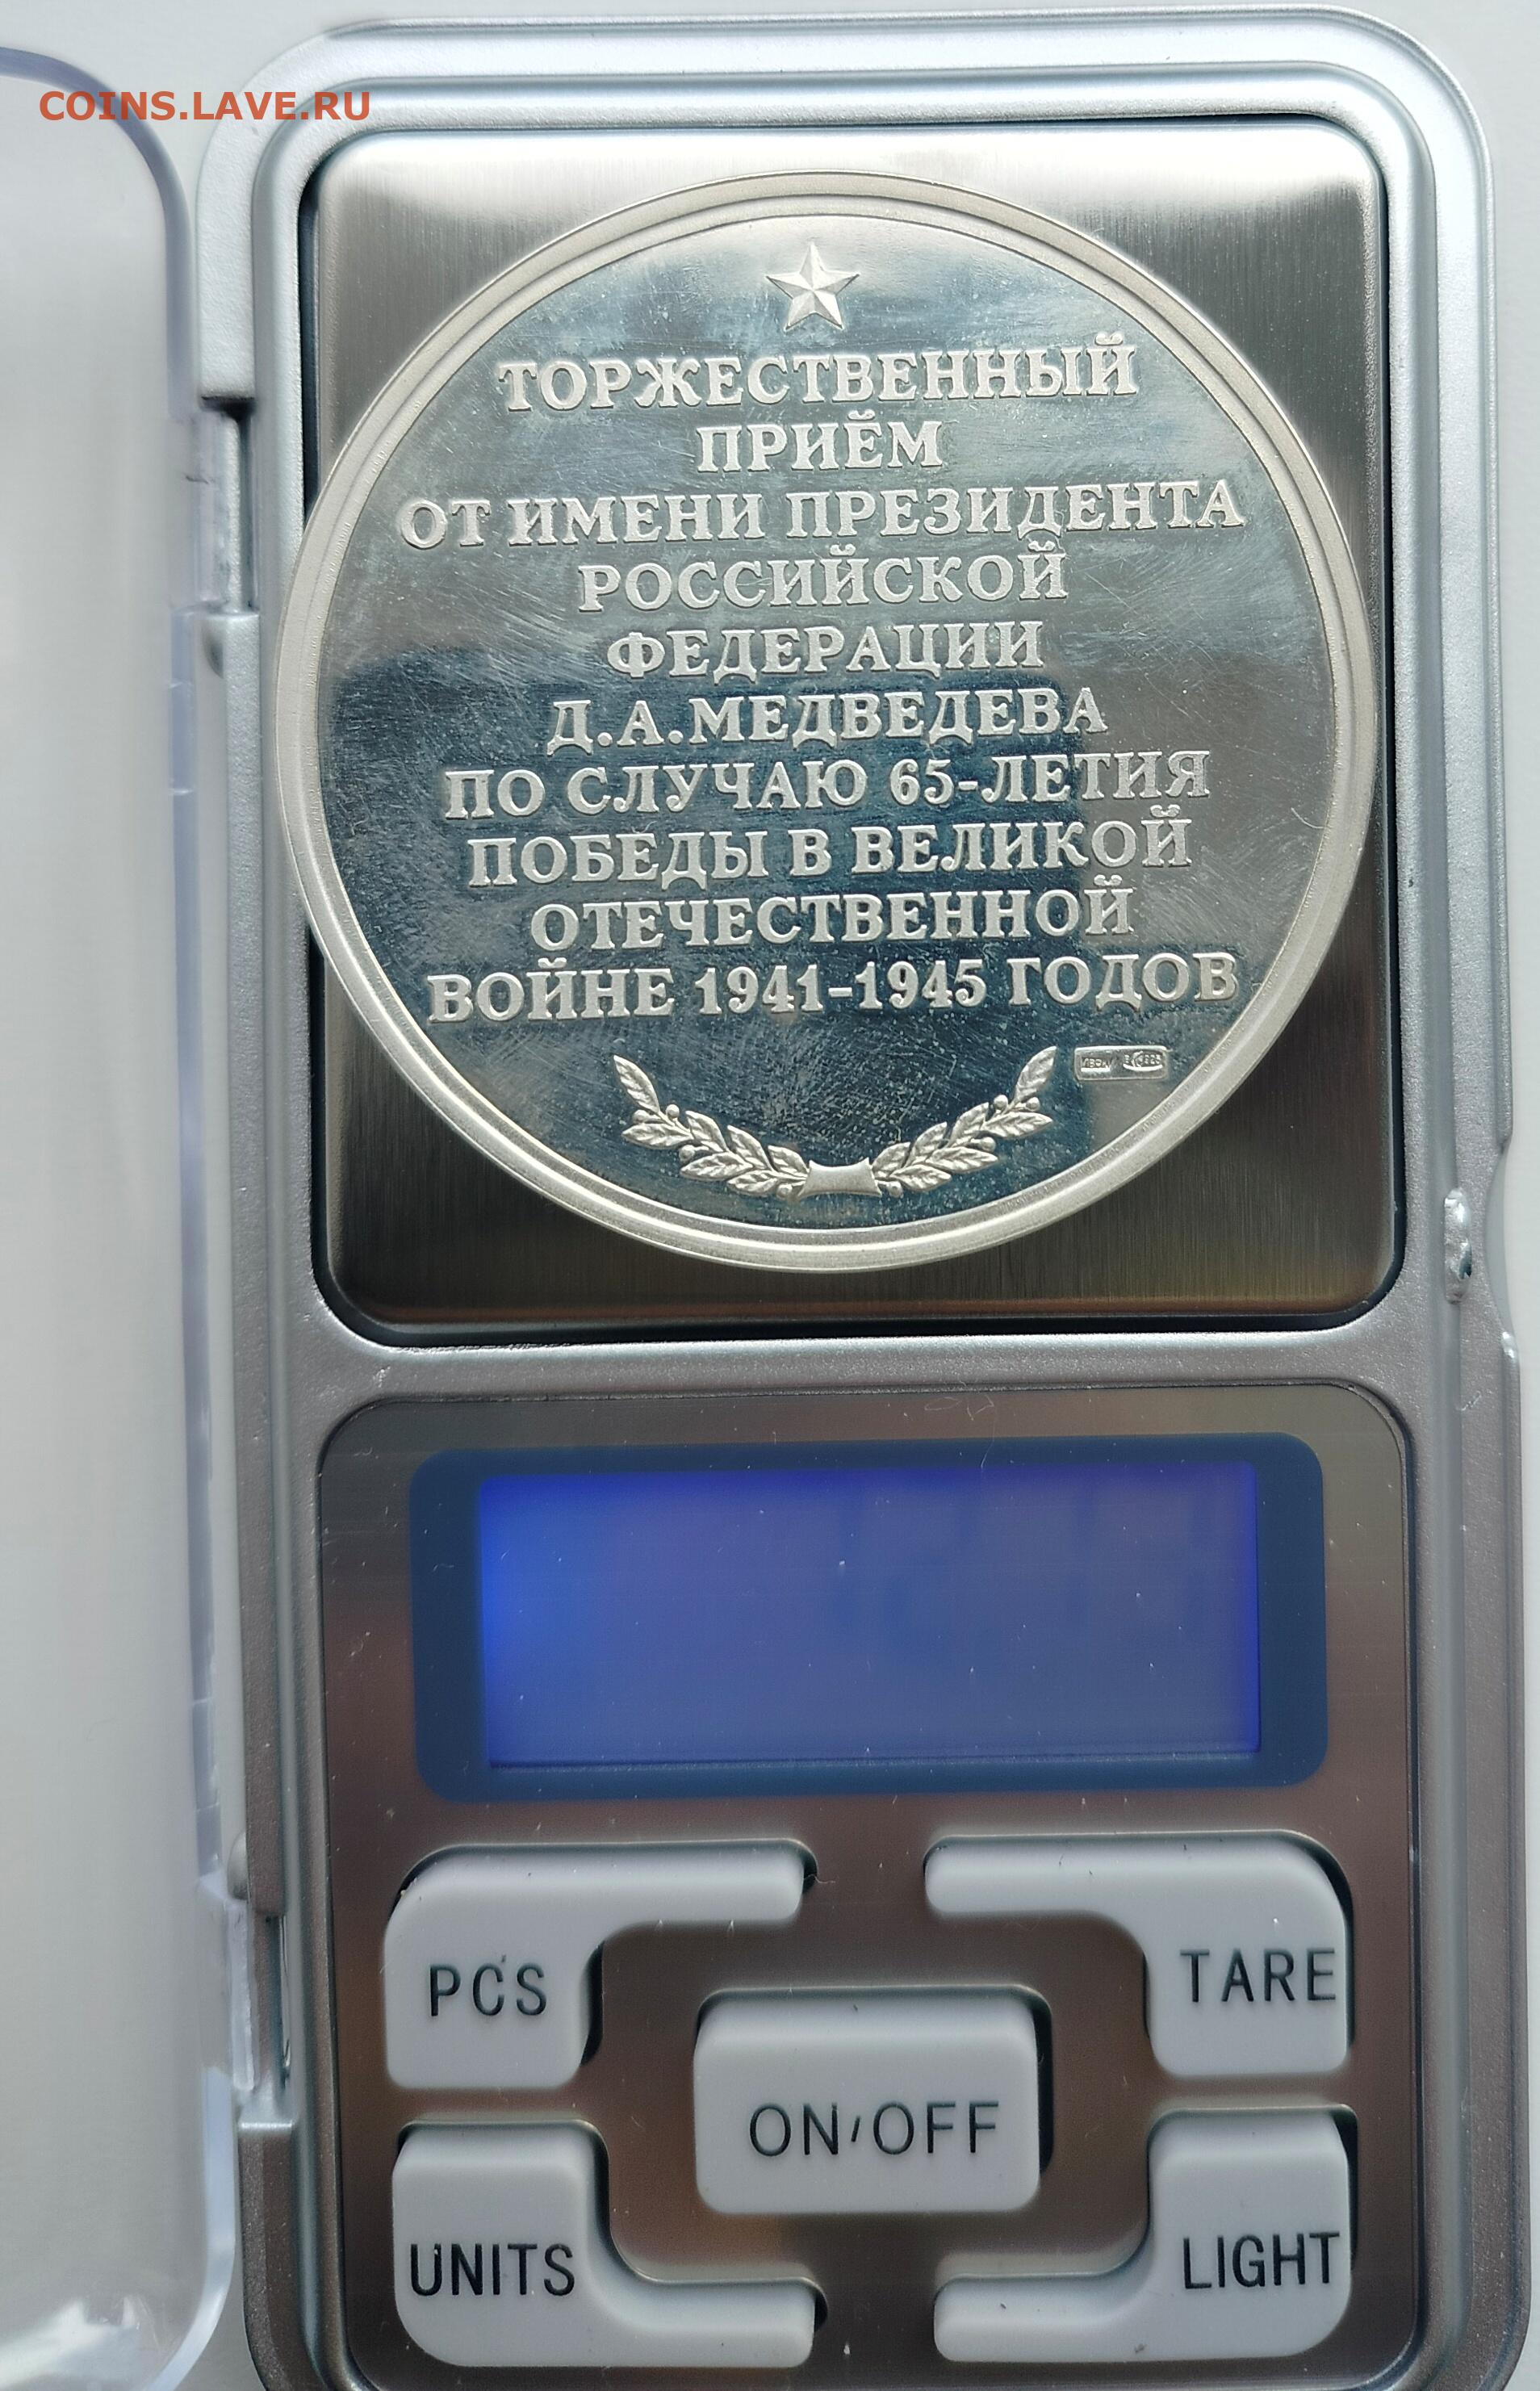 COINS.LAVE.RU
ТОРЖЕСТВЕННЫЙ
ПРИЁМ
ОТ ИМЕНИ ПРЕЗИДЕНТА
РОССИЙСКОЙ
ФЕДЕРАЦИИ
Д.А.МЕДВЕДЕВА
ПО СЛУЧАЮ 65-ЛЕТИЯ
ПОБЕДЫ В ВЕЛИКОЙ
ОТЕЧЕСТВЕННОЙ
ВОЙНЕ 1941-1945 ГОДОВ
925
PCS
TARE
ON/OFF
UNITS
LIGHT